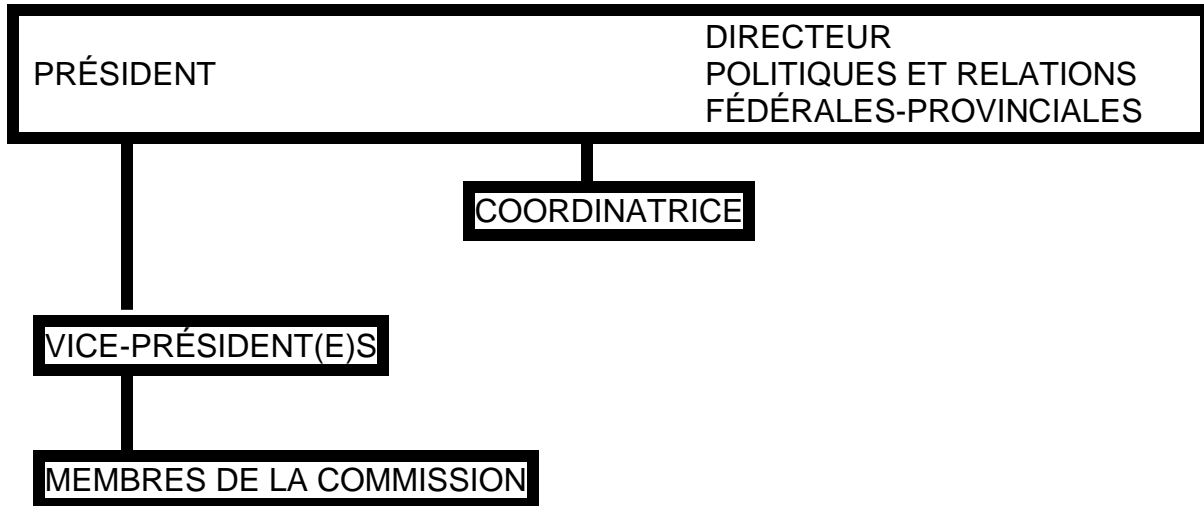 PRÉSIDENT
DIRECTEUR
POLITIQUES ET RELATIONS
FÉDÉRALES-PROVINCIALES
COORDINATRICE
VICE-PRÉSIDENT(E)S
MEMBRES DE LA COMMISSION